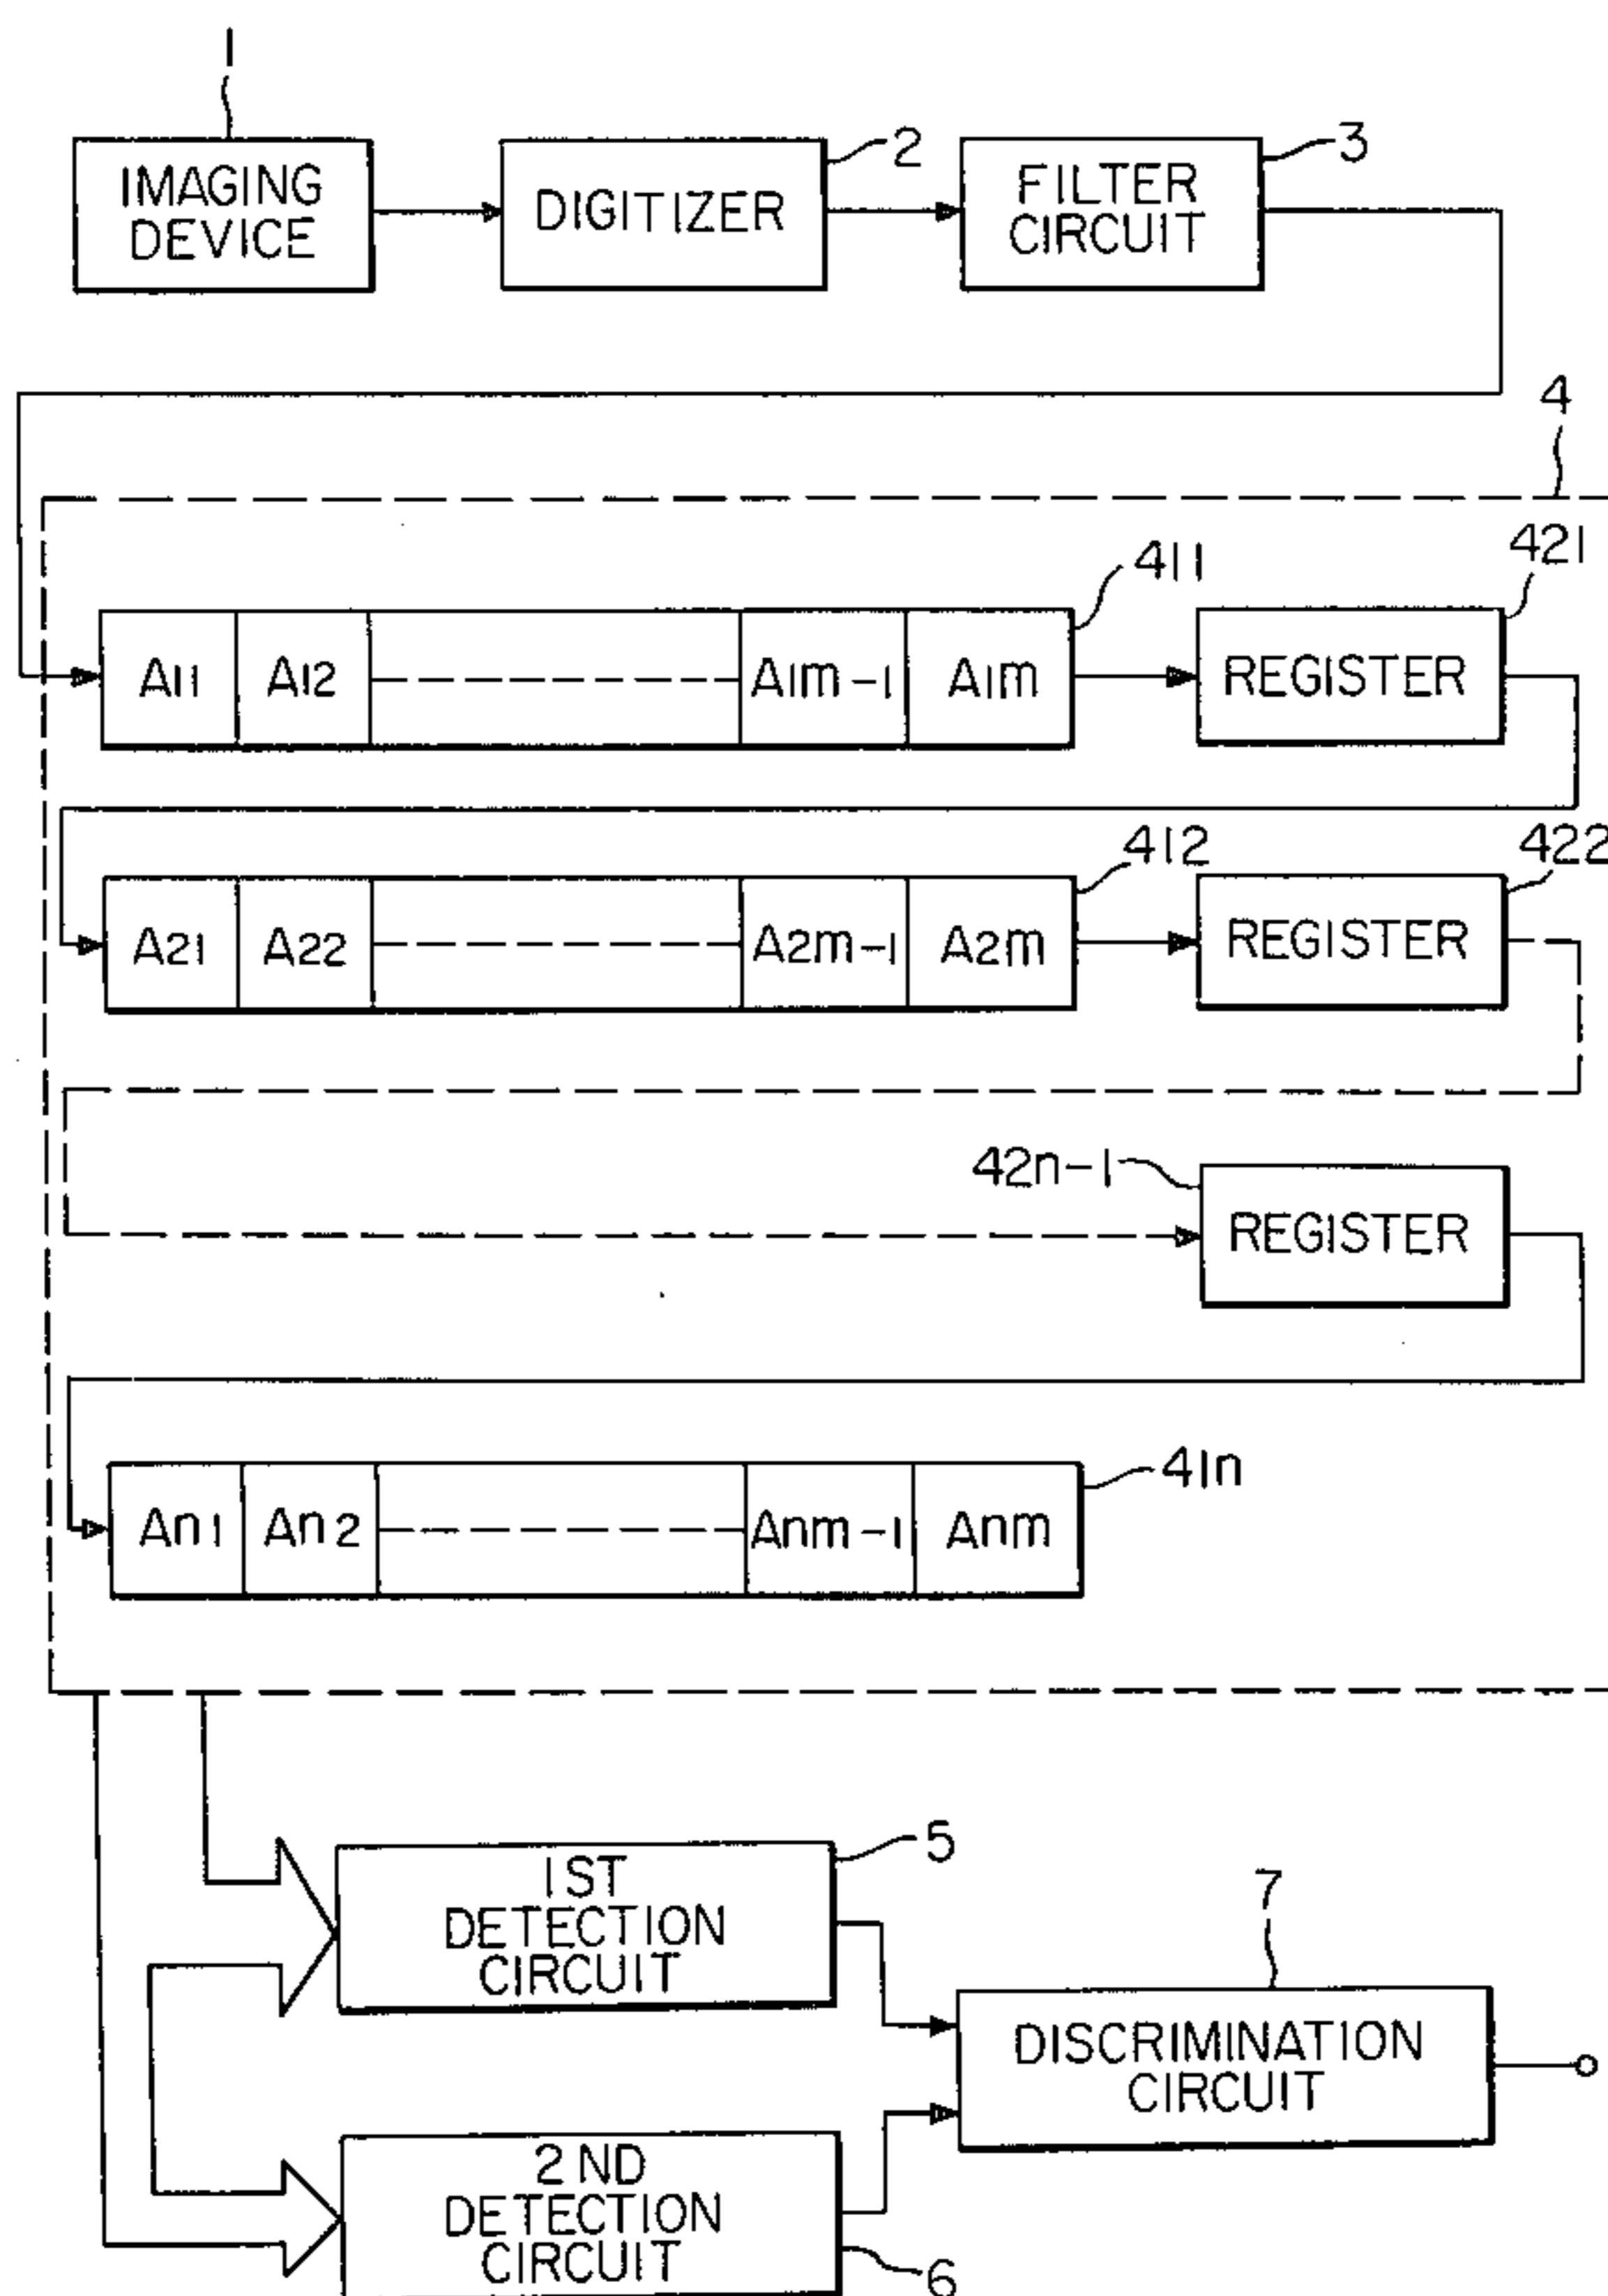 1
IMAGING
DEVICE
2
DIGITIZER
3
FILTER
CIRCUIT
4
411
421
A11 A12 A1m-1 A1m
REGISTER
412
422
A21 A22 A2m-1 A2m
REGISTER
42n-1
REGISTER
41n
An1 An2 Anm-1 Anm
5
1ST
DETECTION
CIRCUIT
7
DISCRIMINATION
CIRCUIT
2ND
DETECTION
CIRCUIT
6